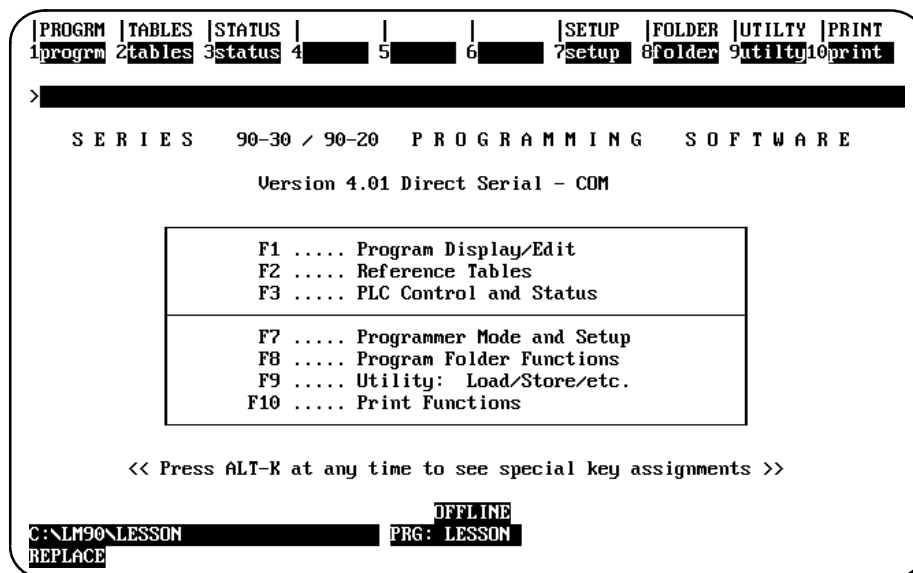 |PROGRM |TABLES |STATUS | | | |SETUP |FOLDER |UTILTY |PRINT
1progrm 2tables 3status 4 5 6 7setup 8folder 9utilty10print
>
S E R I E S 90-30 / 90-20 P R O G R A M M I N G S O F T W A R E
Version 4.01 Direct Serial - COM
F1 ..... Program Display/Edit
F2 ..... Reference Tables
F3 ..... PLC Control and Status
F7 ..... Programmer Mode and Setup
F8 ..... Program Folder Functions
F9 ..... Utility: Load/Store/etc.
F10 ..... Print Functions
<< Press ALT-K at any time to see special key assignments >>
OFFLINE
C:\LM90\LESSON PRG: LESSON
REPLACE